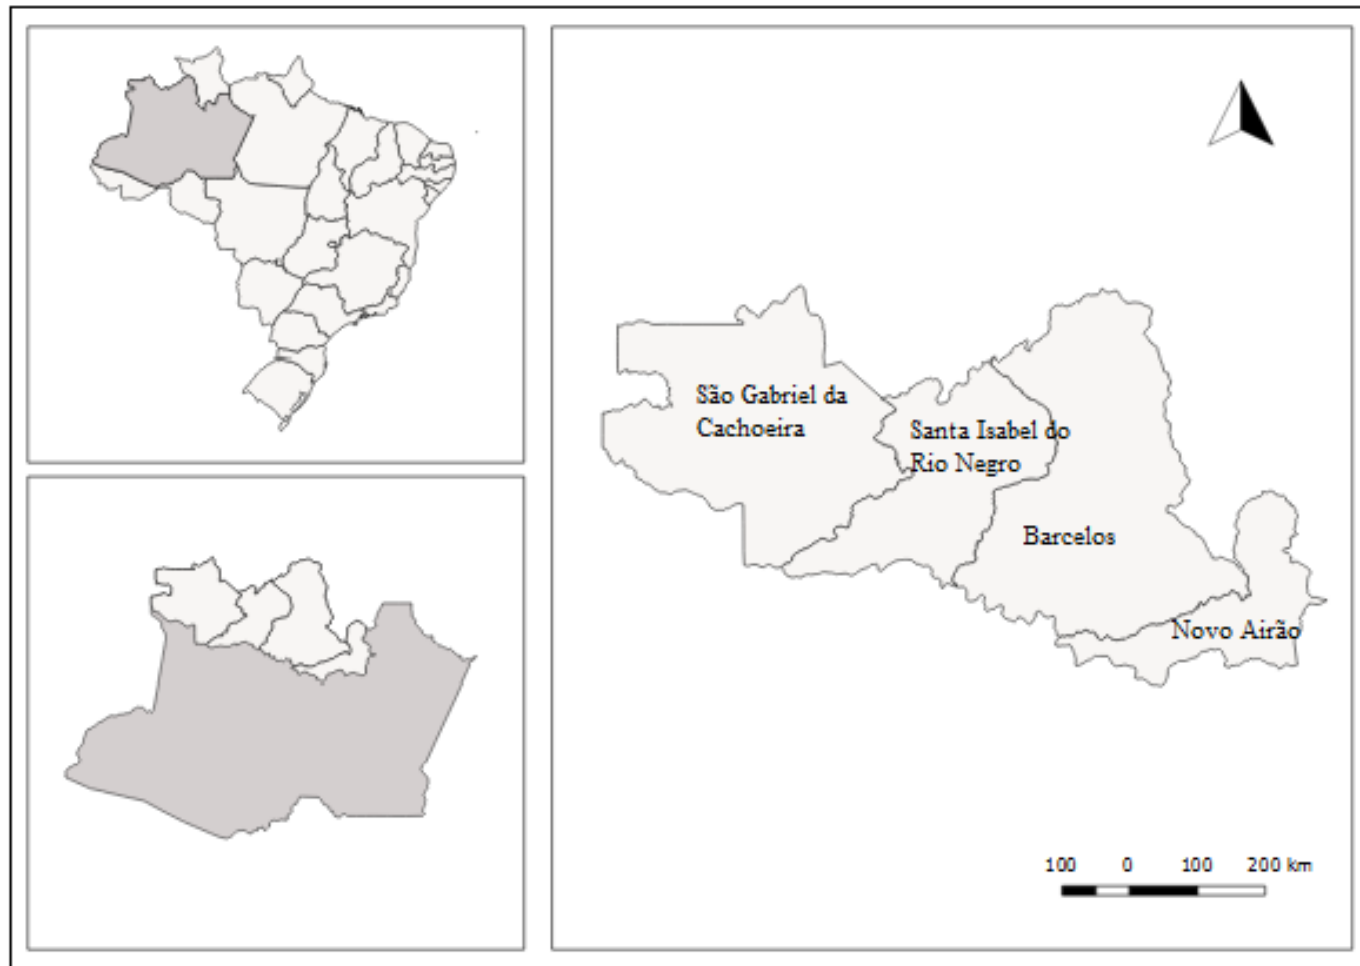 São Gabriel da
Cachoeira
Santa Isabel do
Rio Negro
Barcelos
Novo Airão
100 0 100 200 km